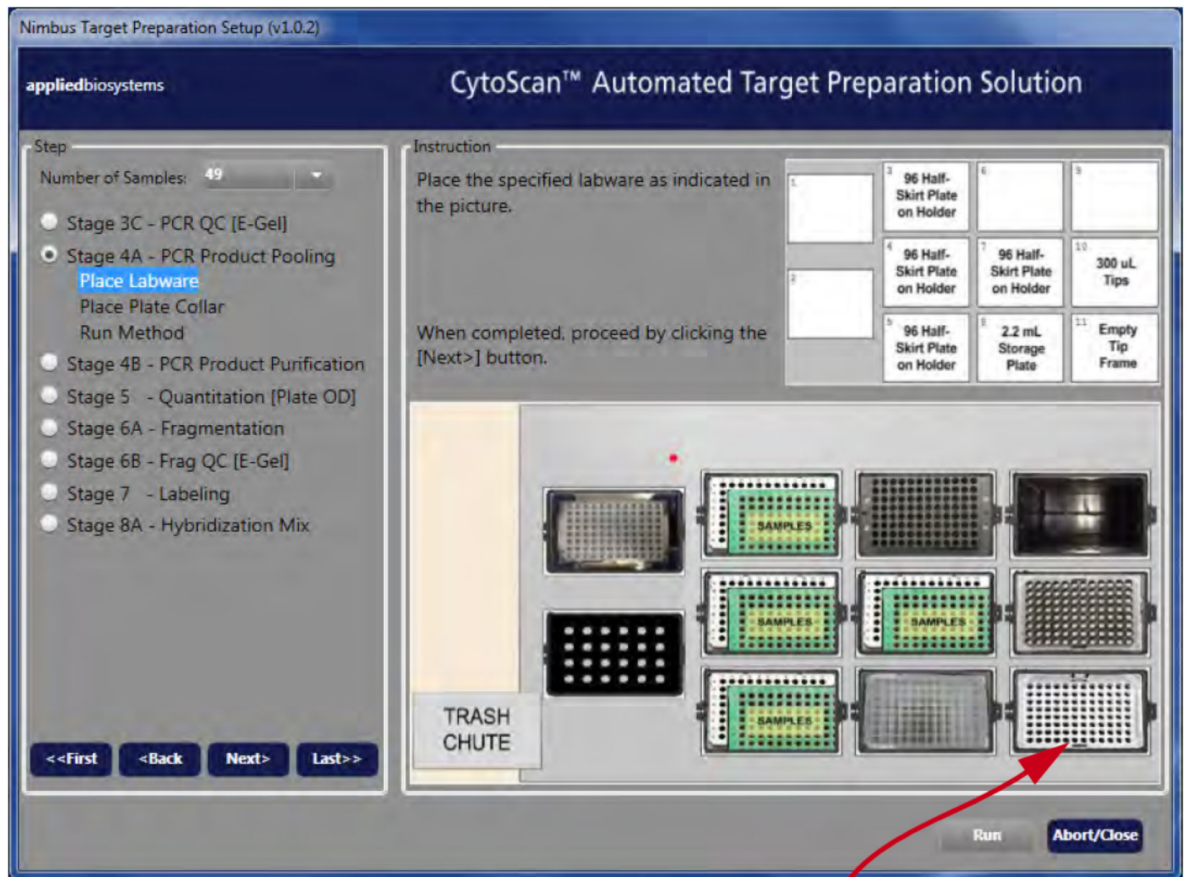 Nimbus Target Preparation Setup (v1.0.2)
appliedbiosystems
CytoScan™ Automated Target Preparation Solution
Step
Number of Samples: 49
Stage 3C - PCR QC [E-Gel]
Stage 4A - PCR Product Pooling
Place Labware
Place Plate Collar
Run Method
Stage 4B - PCR Product Purification
Stage 5 - Quantitation [Plate OD]
Stage 6A - Fragmentation
Stage 6B - Frag QC [E-Gel]
Stage 7 - Labeling
Stage 8A - Hybridization Mix
<<First
<Back
Next>
Last>>
Instruction
Place the specified labware as indicated in
the picture.
When completed, proceed by clicking the
[Next>] button.
1
2
3
96 Half-
Skirt Plate
on Holder
6
9
4
96 Half-
Skirt Plate
on Holder
7
96 Half-
Skirt Plate
on Holder
10
300 uL
Tips
5
96 Half-
Skirt Plate
on Holder
2.2 mL
Storage
Plate
11
Empty
Tip
Frame
SAMPLES
SAMPLES
SAMPLES
SAMPLES
TRASH
CHUTE
Run
Abort/Close